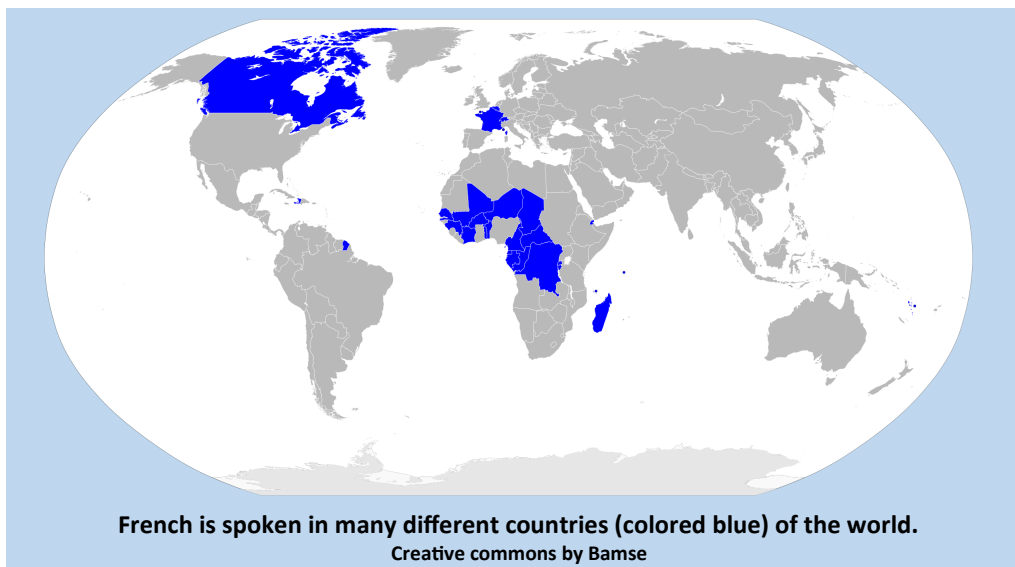 French is spoken in many different countries (colored blue) of the world.
Creative commons by Bamse